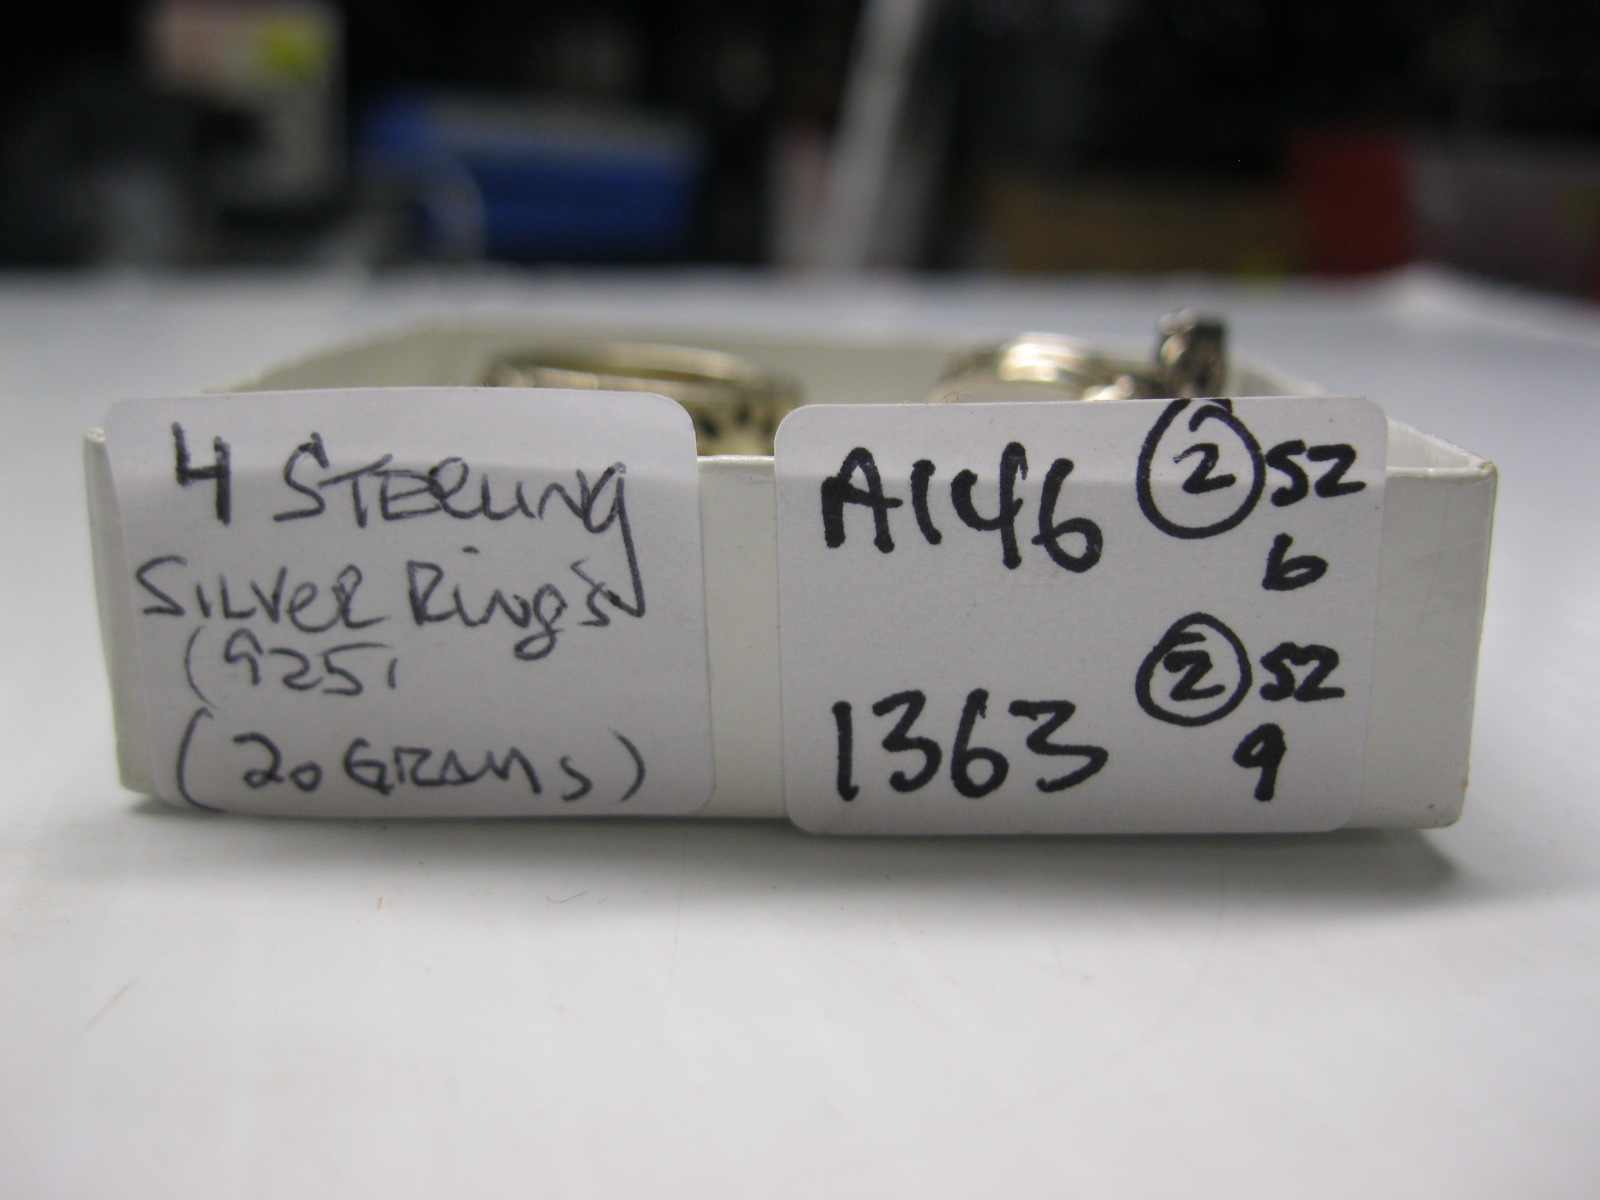 4 STERLING
SILVER Rings
(925)
(20 GRAMS)
A146 2 SZ
6
2 SZ
1363 9